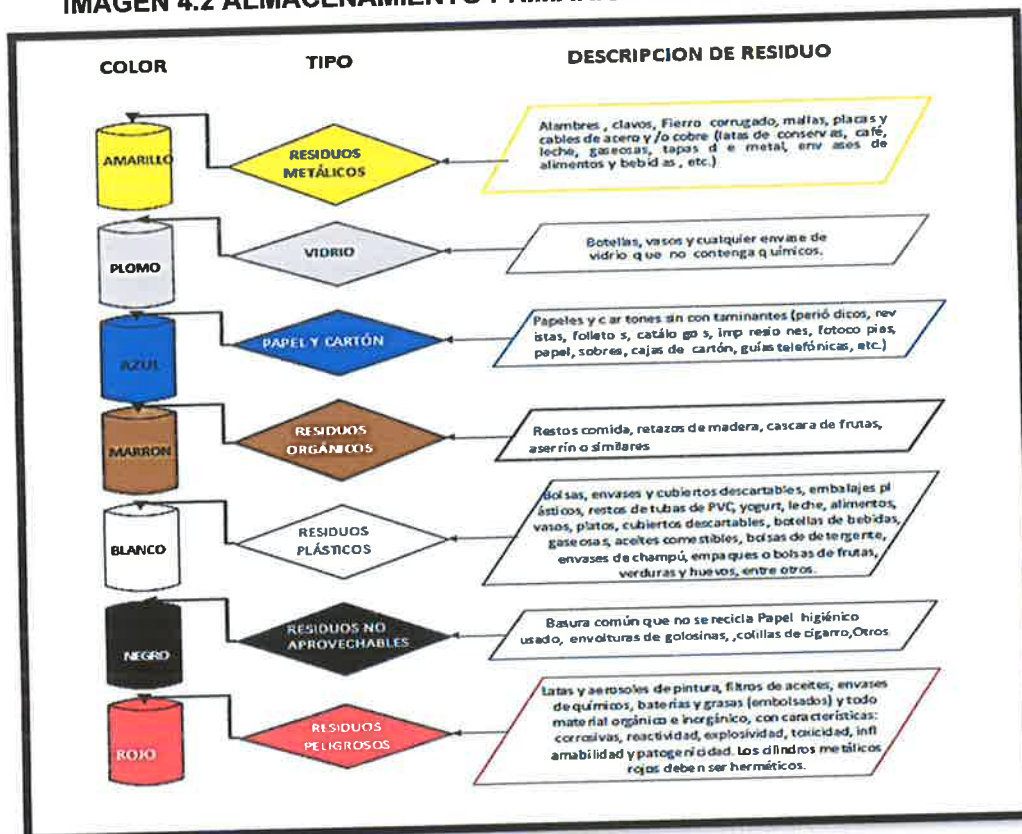 IMAGEN 4.2 ALMACENAMIENTO
COLOR TIPO DESCRIPCION DE RESIDUO
AMARILLO
RESIDUOS
METÁLICOS
Alambres , clavos, Fierro corrugado, mallas, placas y
cables de acero y /o cobre (latas de conservas, café,
leche, gaseosas, tapas d e metal, env ases de
alimentos y bebidas , etc.)
PLOMO
VIDRIO
Botellas, vasos y cualquier envase de
vidrio que no contenga químicos.
AZUL
PAPEL Y CARTÓN
Papeles y car tones sin con taminantes (perió dicos, rev
istas, folleto s, catálo go s, imp resio nes, fotoco pias,
papel, sobres, cajas de cartón, guías telefónicas, etc.)
MARRON
RESIDUOS
ORGÁNICOS
Restos comida, retazos de madera, cascara de frutas,
aserrín o similares
BLANCO
RESIDUOS
PLÁSTICOS
Bolsas, envases y cubiertos descartables, embalajes pl
ásticos, restos de tubas de PVC, yogurt, leche, alimentos,
vasos, platos, cubiertos descartables, botellas de bebidas,
gaseosas, aceites comestibles, bolsas de detergente,
envases de champú, empaques o bolsas de frutas,
verduras y huevos, entre otros.
NEGRO
RESIDUOS NO
APROVECHABLES
Basura común que no se recicla Papel higiénico
usado, envolturas de golosinas, ,colillas de cigarro,Otros
ROJO
RESIDUOS
PELIGROSOS
Latas y aerosoles de pintura, filtros de aceites, envases
de químicos, baterías y grasas (embolsados) y todo
material orgánico e inorgánico, con características:
corrosivas, reactividad, explosividad, toxicidad, infl
amabilidad y patogenicidad. Los cilindros metálicos
rojos deben ser herméticos.